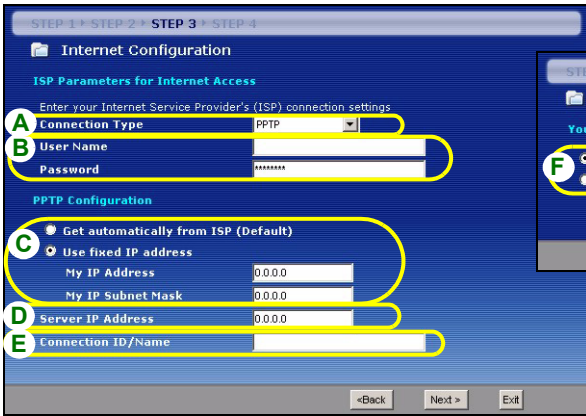 STEP 1 STEP 2 STEP 3 STEP 4
Internet Configuration
ISP Parameters for Internet Access
Enter your Internet Service Provider's (ISP) connection settings
A Connection Type PPTP
B User Name
Password ********
PPTP Configuration
C Get automatically from ISP (Default)
Use fixed IP address
My IP Address 0.0.0.0
My IP Subnet Mask 0.0.0.0
D Server IP Address 0.0.0.0
E Connection ID/Name
<Back Next > Exit
STE
You
F